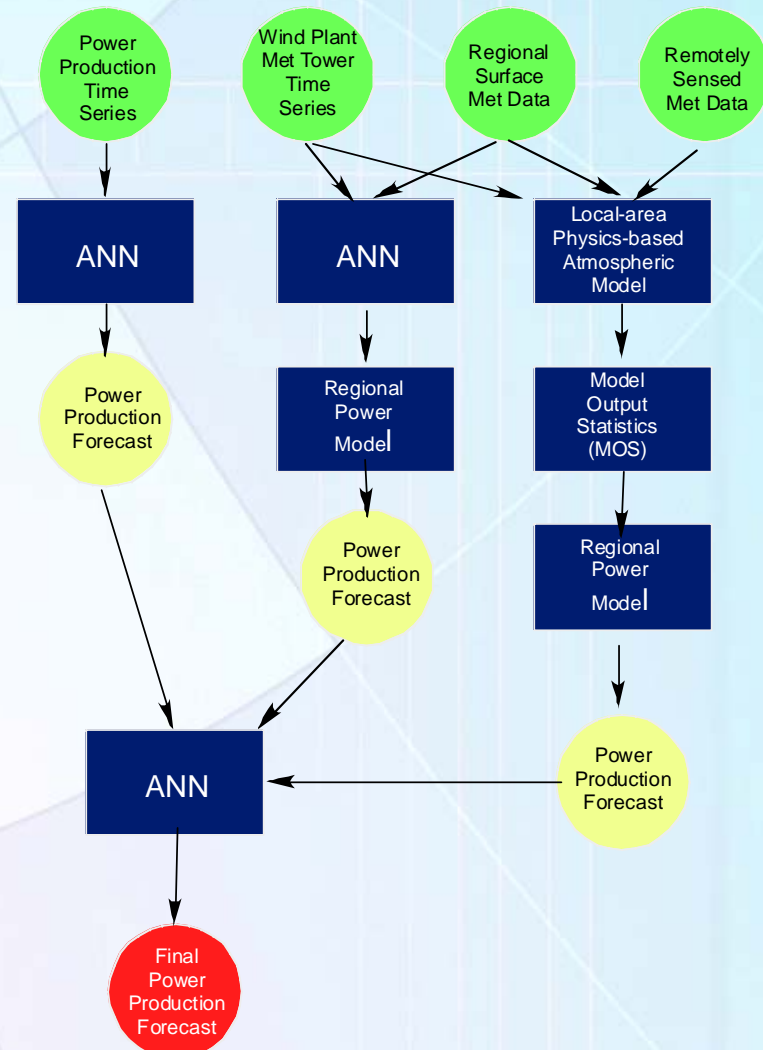 Power
Production
Time
Series
Wind Plant
Met Tower
Time
Series
Regional
Surface
Met Data
Remotely
Sensed
Met Data
ANN
ANN
Local-area
Physics-based
Atmospheric
Model
Power
Production
Forecast
Regional
Power
Model
Model
Output
Statistics
(MOS)
Power
Production
Forecast
Regional
Power
Model
ANN
Power
Production
Forecast
Final
Power
Production
Forecast